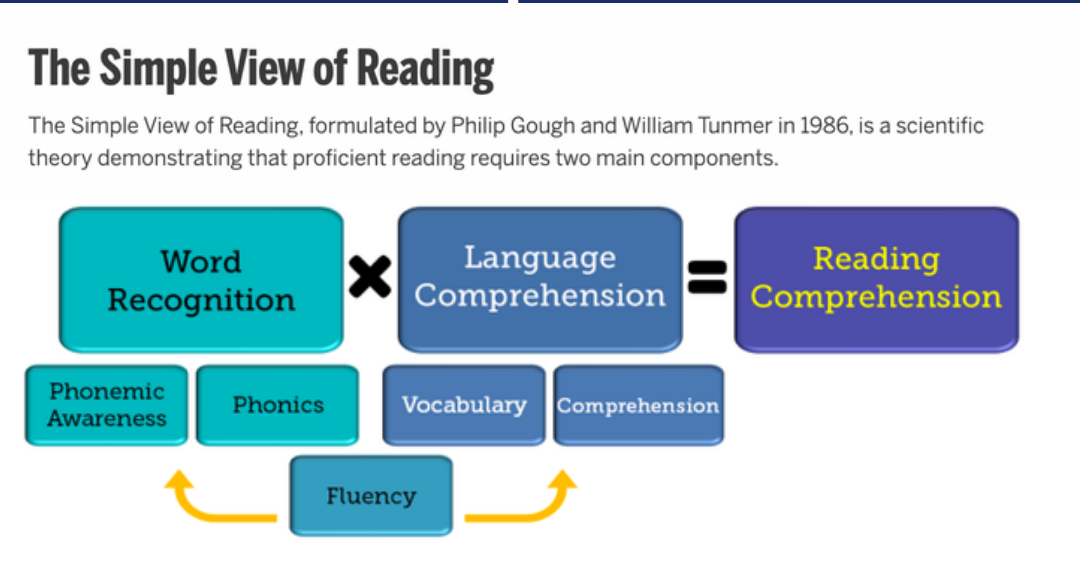 The Simple View of Reading
The Simple View of Reading, formulated by Philip Gough and William Tunmer in 1986, is a scientific
theory demonstrating that proficient reading requires two main components.
Word
Recognition
×
Language
Comprehension
=
Reading
Comprehension
Phonemic
Awareness
Phonics
Vocabulary
Comprehension
Fluency